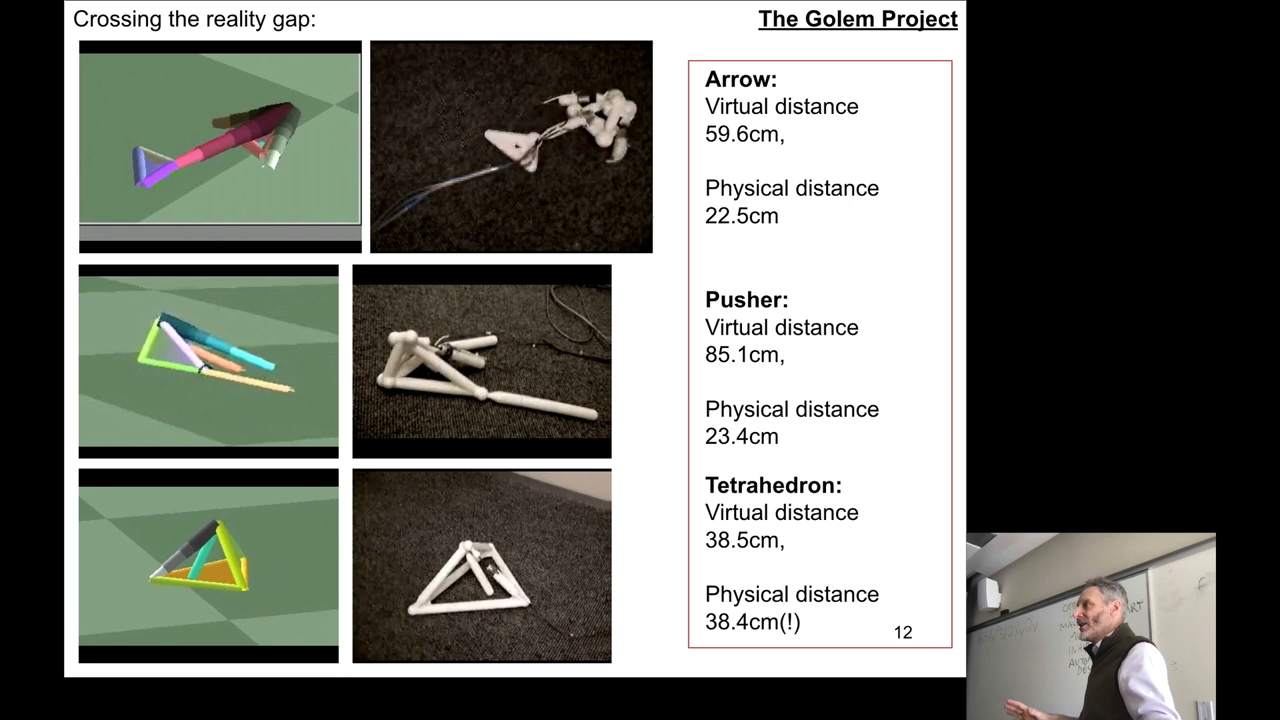 Crossing the reality gap:
The Golem Project
Arrow:
Virtual distance
59.6cm,
Physical distance
22.5cm
Pusher:
Virtual distance
85.1cm,
Physical distance
23.4cm
Tetrahedron:
Virtual distance
38.5cm,
Physical distance
38.4cm(!)
12